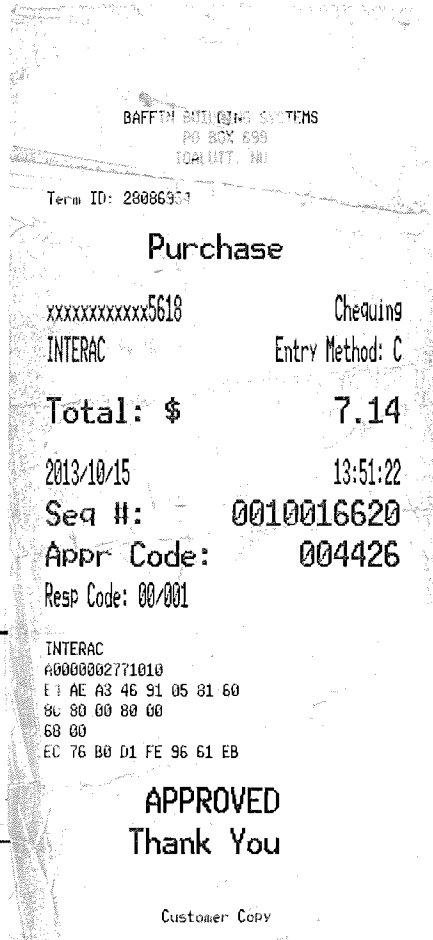 BAFFIN BUILDING SYSTEMS
PO BOX 699
IQALUIT, NU
Term ID:
Purchase
xxxxxxxxxxxx5618 Chequing
INTERAC Entry Method: C
Total: $ 7.14
2013/10/15 13:51:22
Seq #: 0010016620
Appr Code: 004426
Resp Code: 00/001
INTERAC
A0000002771010
AE A3 46 91 05 81 60
80 00 80 00
68 00
EC 76 B0 D1 FE 96 61 EB
APPROVED
Thank You
Customer Copy